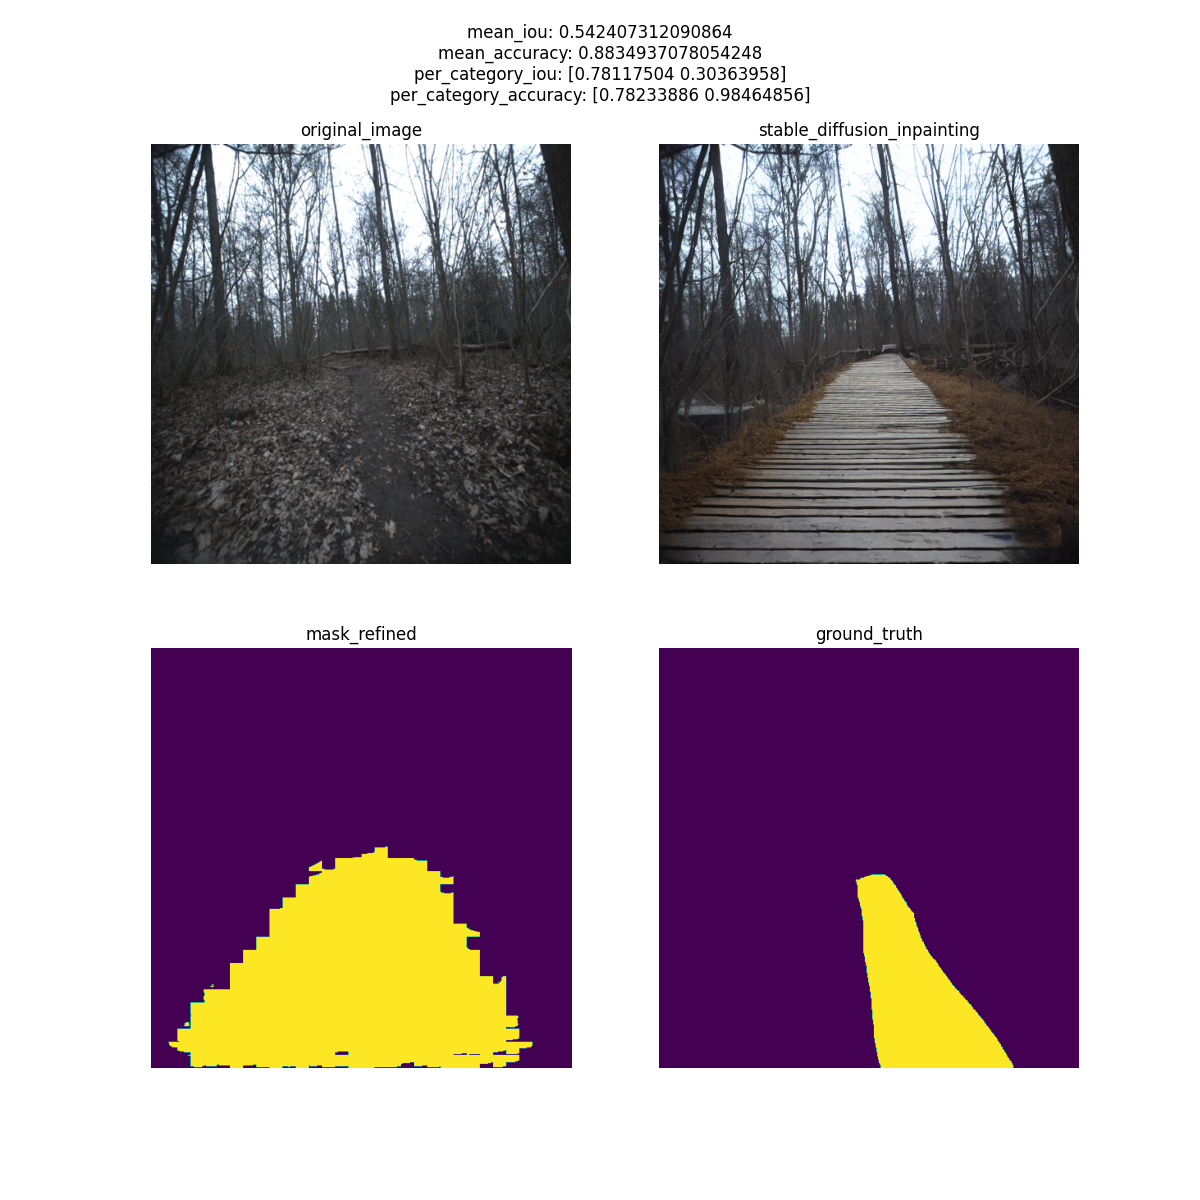 mean_iou: 0.542407312090864
mean_accuracy: 0.8834937078054248
per_category_iou: [0.78117504 0.30363958]
per_category_accuracy: [0.78233886 0.98464856]
original_image
stable_diffusion_inpainting
mask_refined
ground_truth